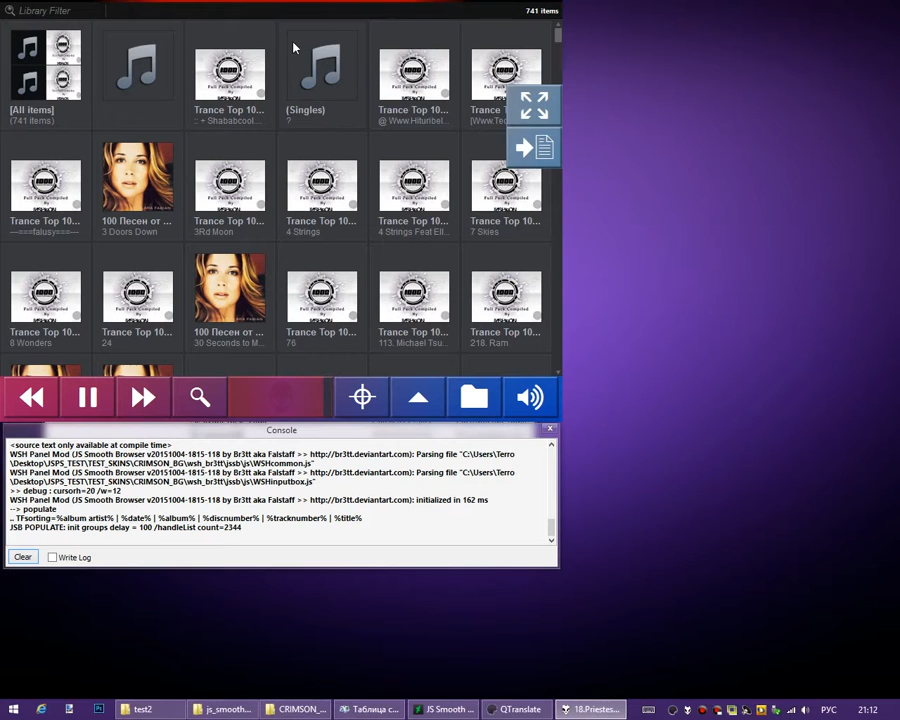 Library Filter
741 items
[All items]
(741 items)
Trance Top 10...
:: + Shababcool...
(Singles)
?
Trance Top 10...
@ Www.Hituribel...
Trance Top 10...
[Www.Tec
Trance Top 10...
—===falusy===—
100 Песен от ...
3 Doors Down
Trance Top 10...
3Rd Moon
Trance Top 10...
4 Strings
Trance Top 10...
4 Strings Feat Ell...
Trance Top 10...
7 Skies
Trance Top 10...
8 Wonders
Trance Top 10...
24
100 Песен от ...
30 Seconds to M...
Trance Top 10...
76
Trance Top 10...
113. Michael Tsu...
Trance Top 10...
218. Ram
Console
<source text only available at compile time>
WSH Panel Mod (JS Smooth Browser v20151004-1815-118 by Br3tt aka Falstaff >> http://br3tt.deviantart.com): Parsing file "C:\Users\Terro
\Desktop\JSPS_TEST\TEST_SKINS\CRIMSON_BG\wsh_br3tt\jssb\js\WSHcommon.js"
WSH Panel Mod (JS Smooth Browser v20151004-1815-118 by Br3tt aka Falstaff >> http://br3tt.deviantart.com): Parsing file "C:\Users\Terro
\Desktop\JSPS_TEST\TEST_SKINS\CRIMSON_BG\wsh_br3tt\jssb\js\WSHinputbox.js"
>> debug : cursorh=20 /w=12
WSH Panel Mod (JS Smooth Browser v20151004-1815-118 by Br3tt aka Falstaff >> http://br3tt.deviantart.com): initialized in 162 ms
--> populate
.. TFsorting=%album artist% | %date% | %album% | %discnumber% | %tracknumber% | %title%
JSB POPULATE: init groups delay = 100 /handleList count=2344
Clear
Write Log
test2
js_smooth...
CRIMSON_...
Таблица с...
JS Smooth ...
QTranslate
18.Priestes...
РУС
21:12